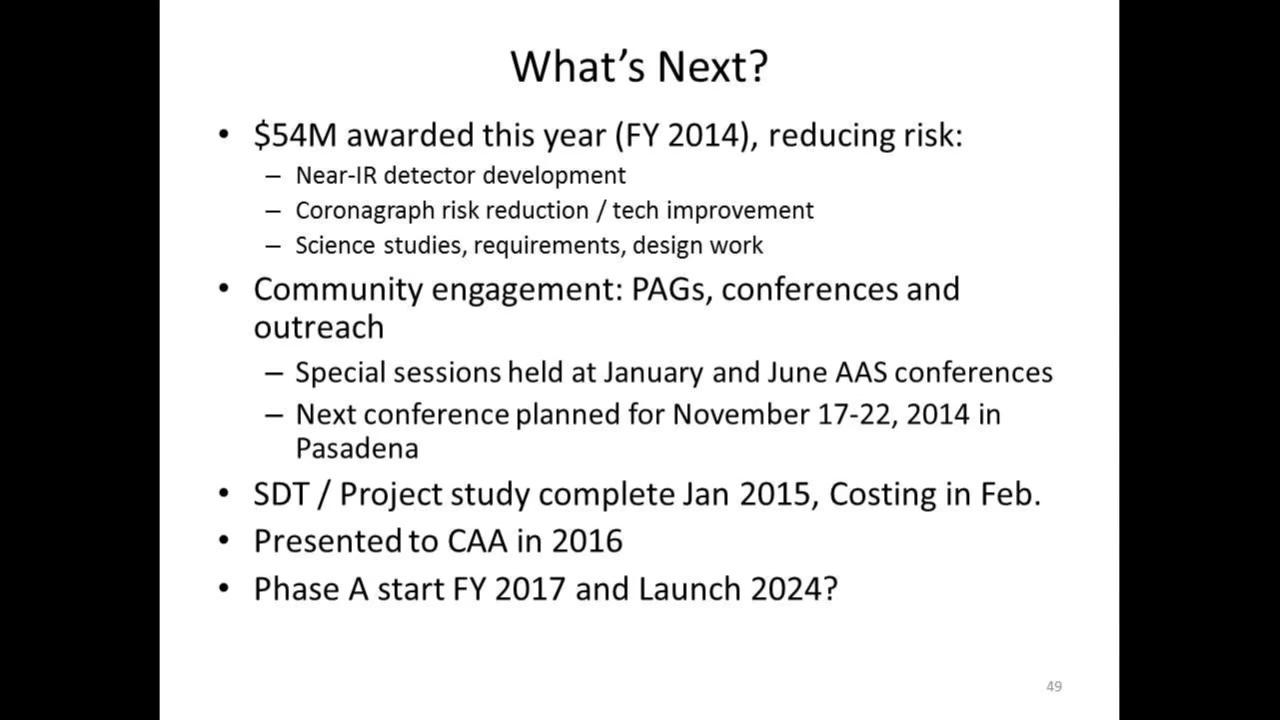 What’s Next?
• $54M awarded this year (FY 2014), reducing risk:
– Near-IR detector development
– Coronagraph risk reduction / tech improvement
– Science studies, requirements, design work
• Community engagement: PAGs, conferences and
outreach
– Special sessions held at January and June AAS conferences
– Next conference planned for November 17-22, 2014 in
Pasadena
• SDT / Project study complete Jan 2015, Costing in Feb.
• Presented to CAA in 2016
• Phase A start FY 2017 and Launch 2024?
49